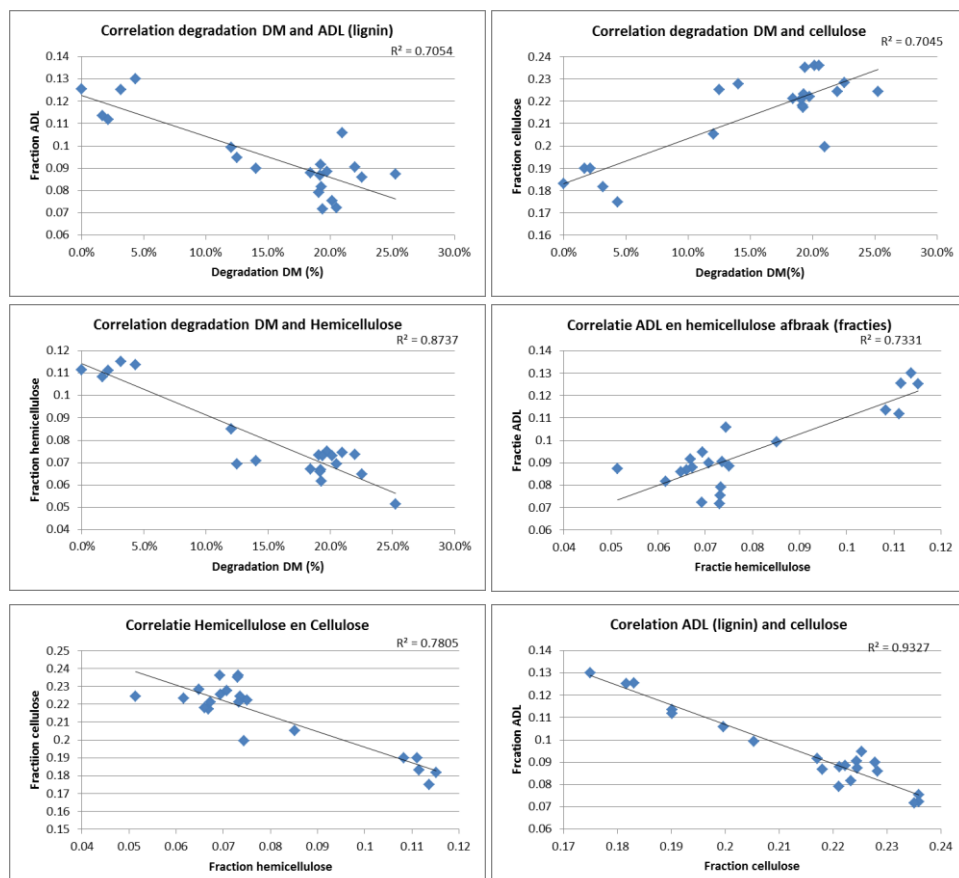 Correlation degradation DM and ADL (lignin)
R² = 0.7054
0.14
0.13
0.12
0.11
0.1
0.09
0.08
0.07
0.06
Fraction ADL
0.0% 5.0% 10.0% 15.0% 20.0% 25.0% 30.0%
Degradation DM (%)
Correlation degradation DM and cellulose
R² = 0.7045
0.24
0.23
0.22
0.21
0.2
0.19
0.18
0.17
0.16
Fraction cellulose
0.0% 5.0% 10.0% 15.0% 20.0% 25.0% 30.0%
Degradation DM(%)
Correlation degradation DM and Hemicellulose
R² = 0.8737
0.12
0.11
0.1
0.09
0.08
0.07
0.06
0.05
0.04
Fraction hemicellulose
0.0% 5.0% 10.0% 15.0% 20.0% 25.0% 30.0%
Degradation DM (%)
Correlatie ADL en hemicellulose afbraak (fracties)
R² = 0.7331
0.14
0.13
0.12
0.11
0.1
0.09
0.08
0.07
0.06
Fractie ADL
0.04 0.05 0.06 0.07 0.08 0.09 0.1 0.11 0.12
Fractie hemicellulose
Correlatie Hemicellulose en Cellulose
R² = 0.7805
0.25
0.24
0.23
0.22
0.21
0.2
0.19
0.18
0.17
0.16
0.15
Fractiion cellulose
0.04 0.05 0.06 0.07 0.08 0.09 0.1 0.11 0.12
Fraction hemicellulose
Corelation ADL (lignin) and cellulose
R² = 0.9327
0.14
0.13
0.12
0.11
0.1
0.09
0.08
0.07
0.06
Frcation ADL
0.17 0.18 0.19 0.2 0.21 0.22 0.23 0.24
Fraction cellulose